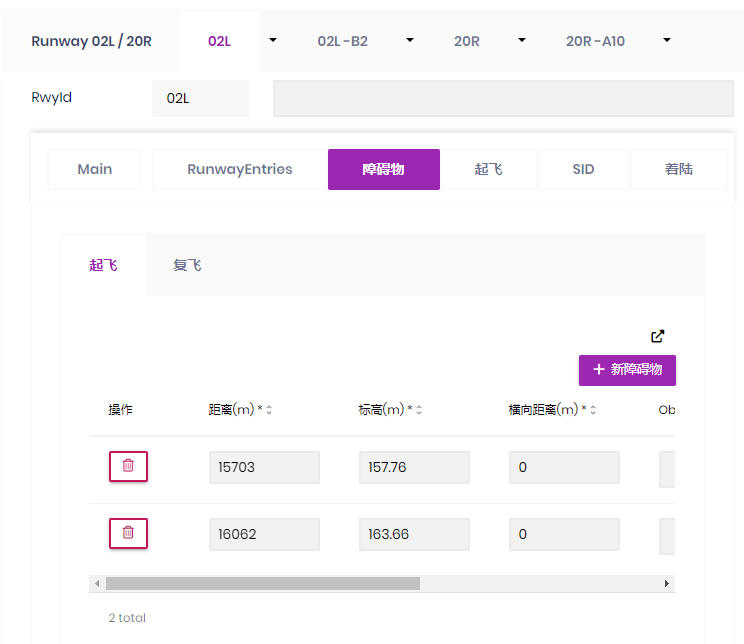 Runway 02L / 20R 02L 02L-B2 20R 20R-A10
RwyId 02L
Main RunwayEntries 障碍物 起飞 SID 着陆
起飞 复飞
+ 新障碍物
操作 距离(m) * 标高(m) * 横向距离(m) * Ob
15703 157.76 0
16062 163.66 0
2 total